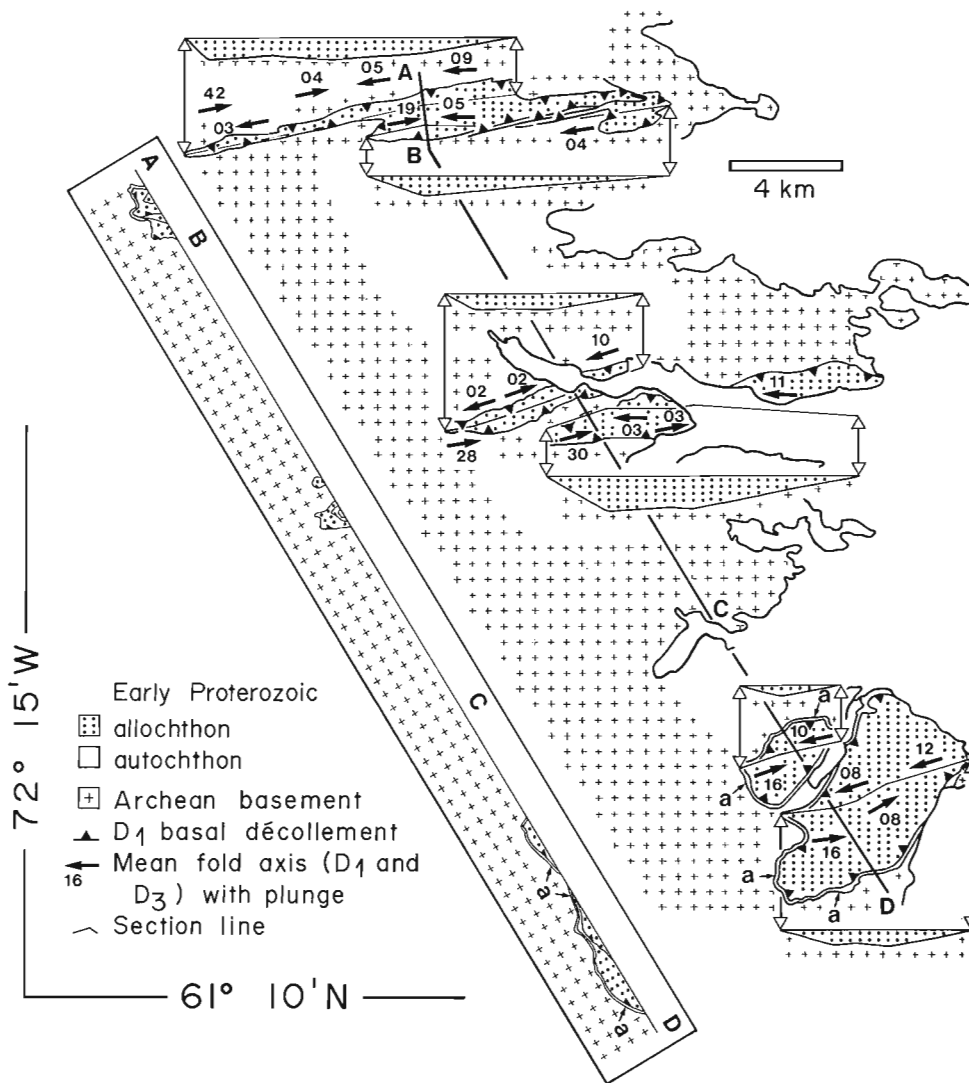 09
A
05
04
42
03
19
05
B
04
4 km
A
B
10
02
02
11
03
03
28
30
C
C
a
10
12
08
16
a
08
16
a
a
D
72° 15'W
Early Proterozoic
allochthon
autochthon
Archean basement
D1 basal décollement
Mean fold axis (D1 and
16
D3) with plunge
Section line
61° 10'N
a
a
D